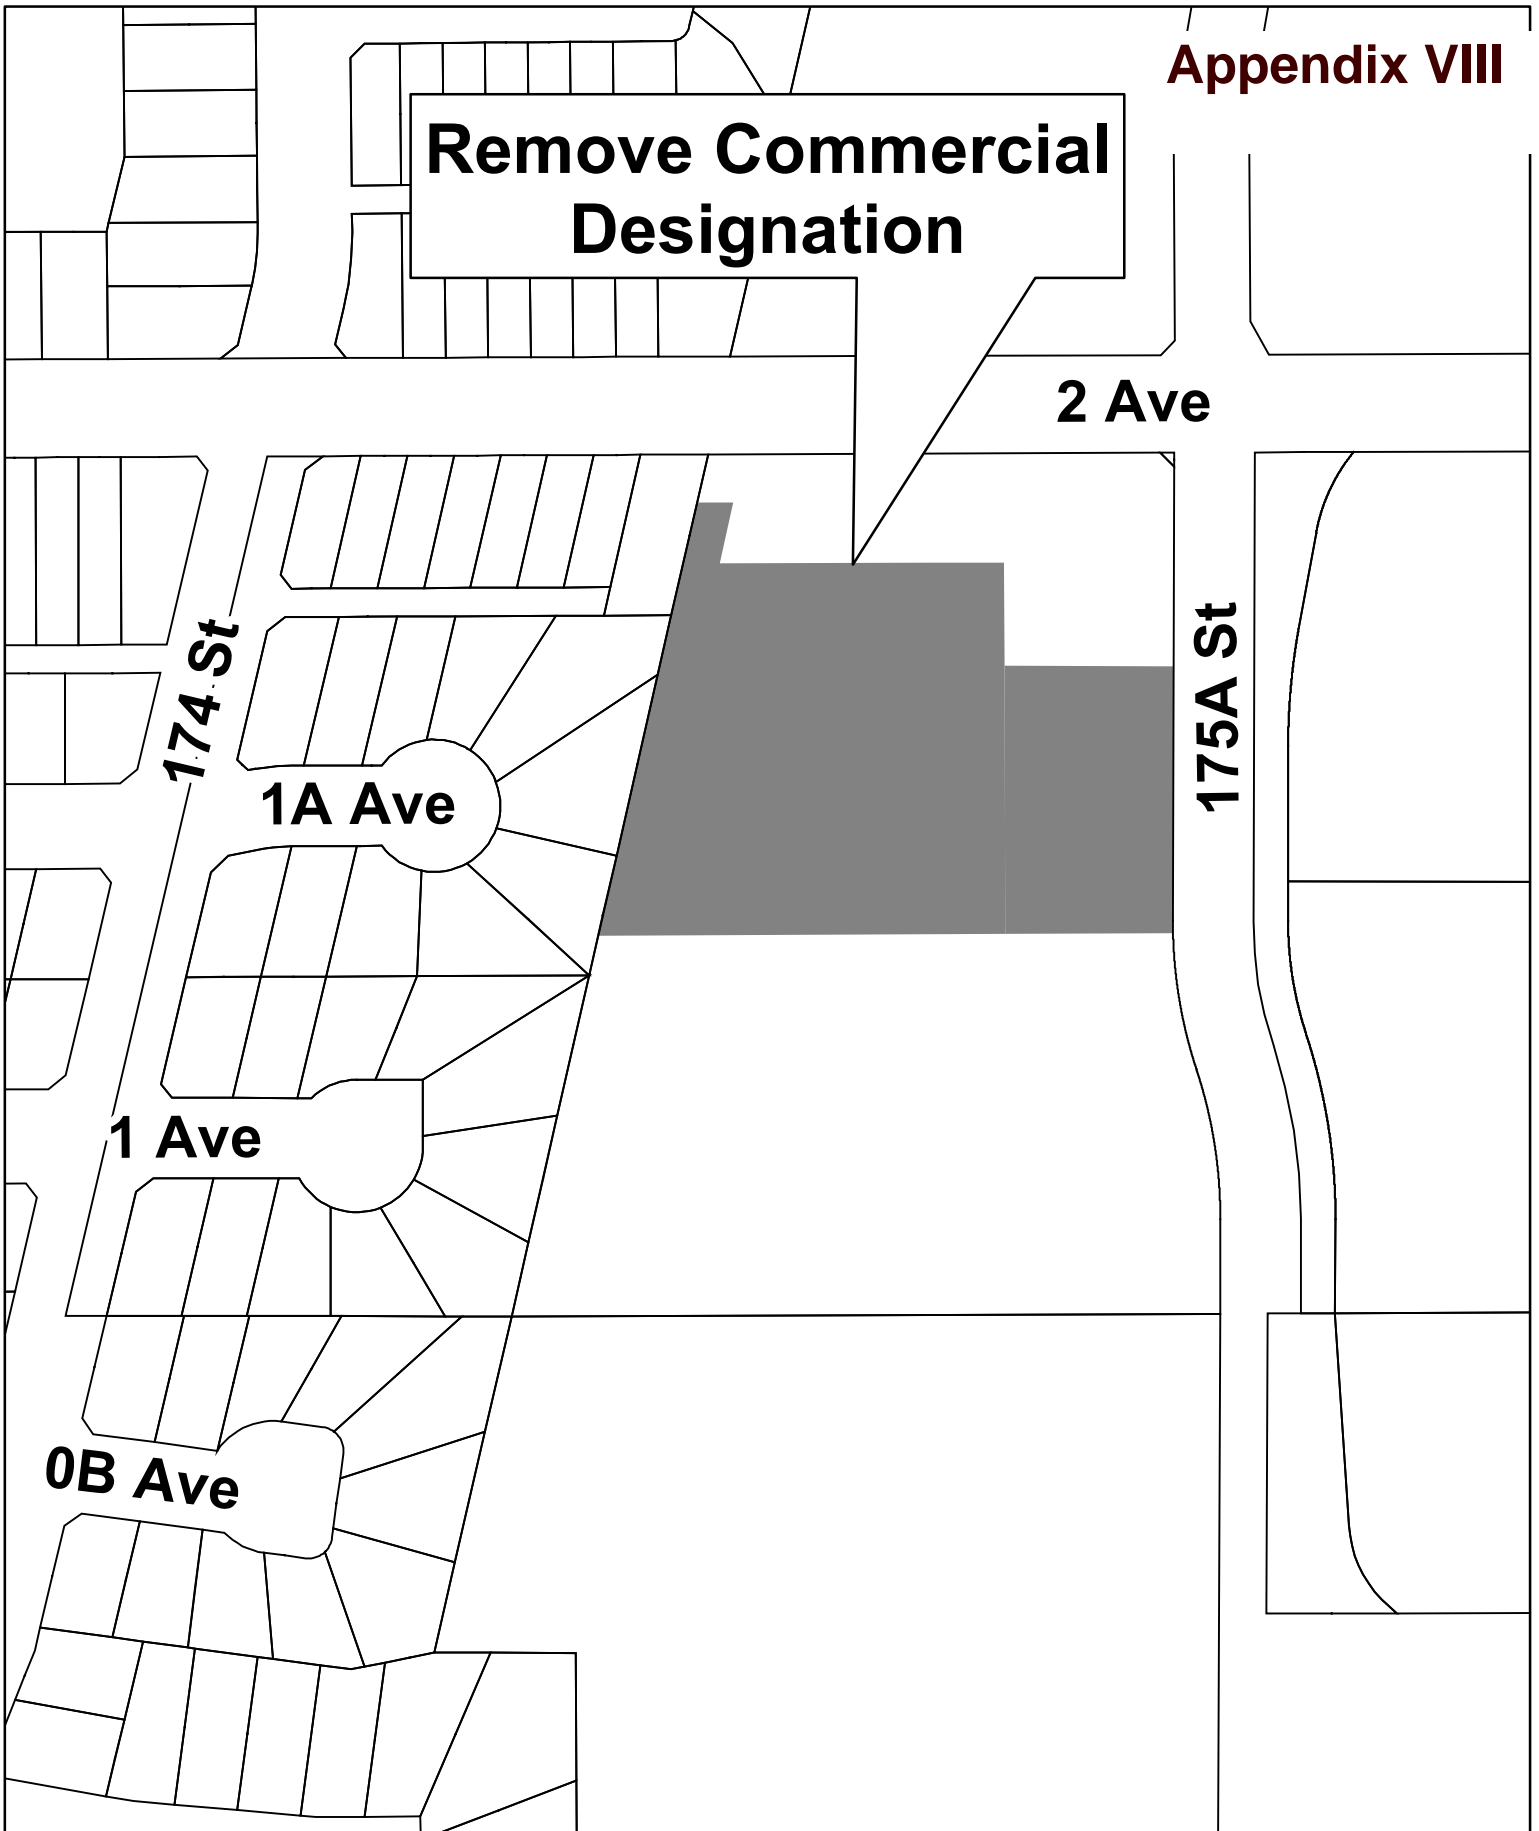 Appendix VIII
Remove Commercial
Designation
2 Ave
174 St
175A St
1A Ave
1 Ave
0B Ave